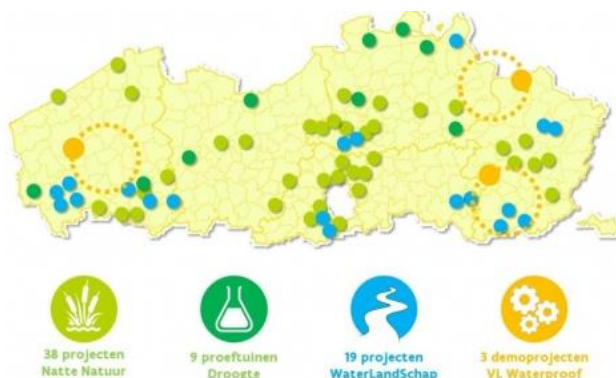 38 projecten
Natte Natuur
9 proeftuinen
Droogte
19 projecten
WaterLandSchap
3 demoprojecten
VL Waterproof